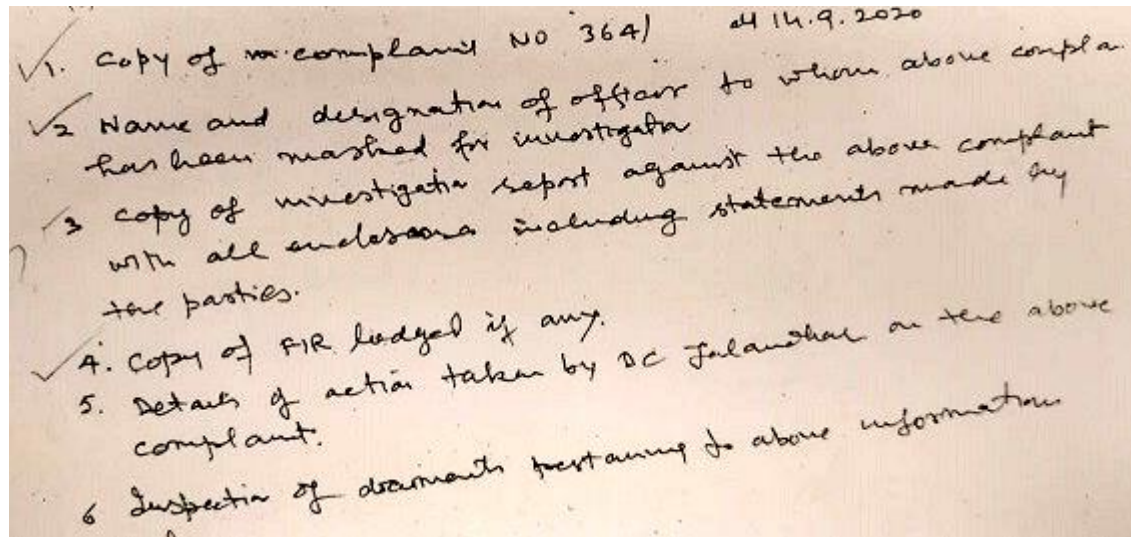 1. Copy of complaint NO 3641 dt 14.9.2020
2 Name and designation of officer to whom above compla
has been marked for investigation
3 copy of investigation report against the above complaint
with all enclosures including statements made by
the parties.
4. Copy of FIR lodged if any.
5. Details of action taken by DC Jalandhar on the above
complaint.
6 Inspection of documents pertaining to above information